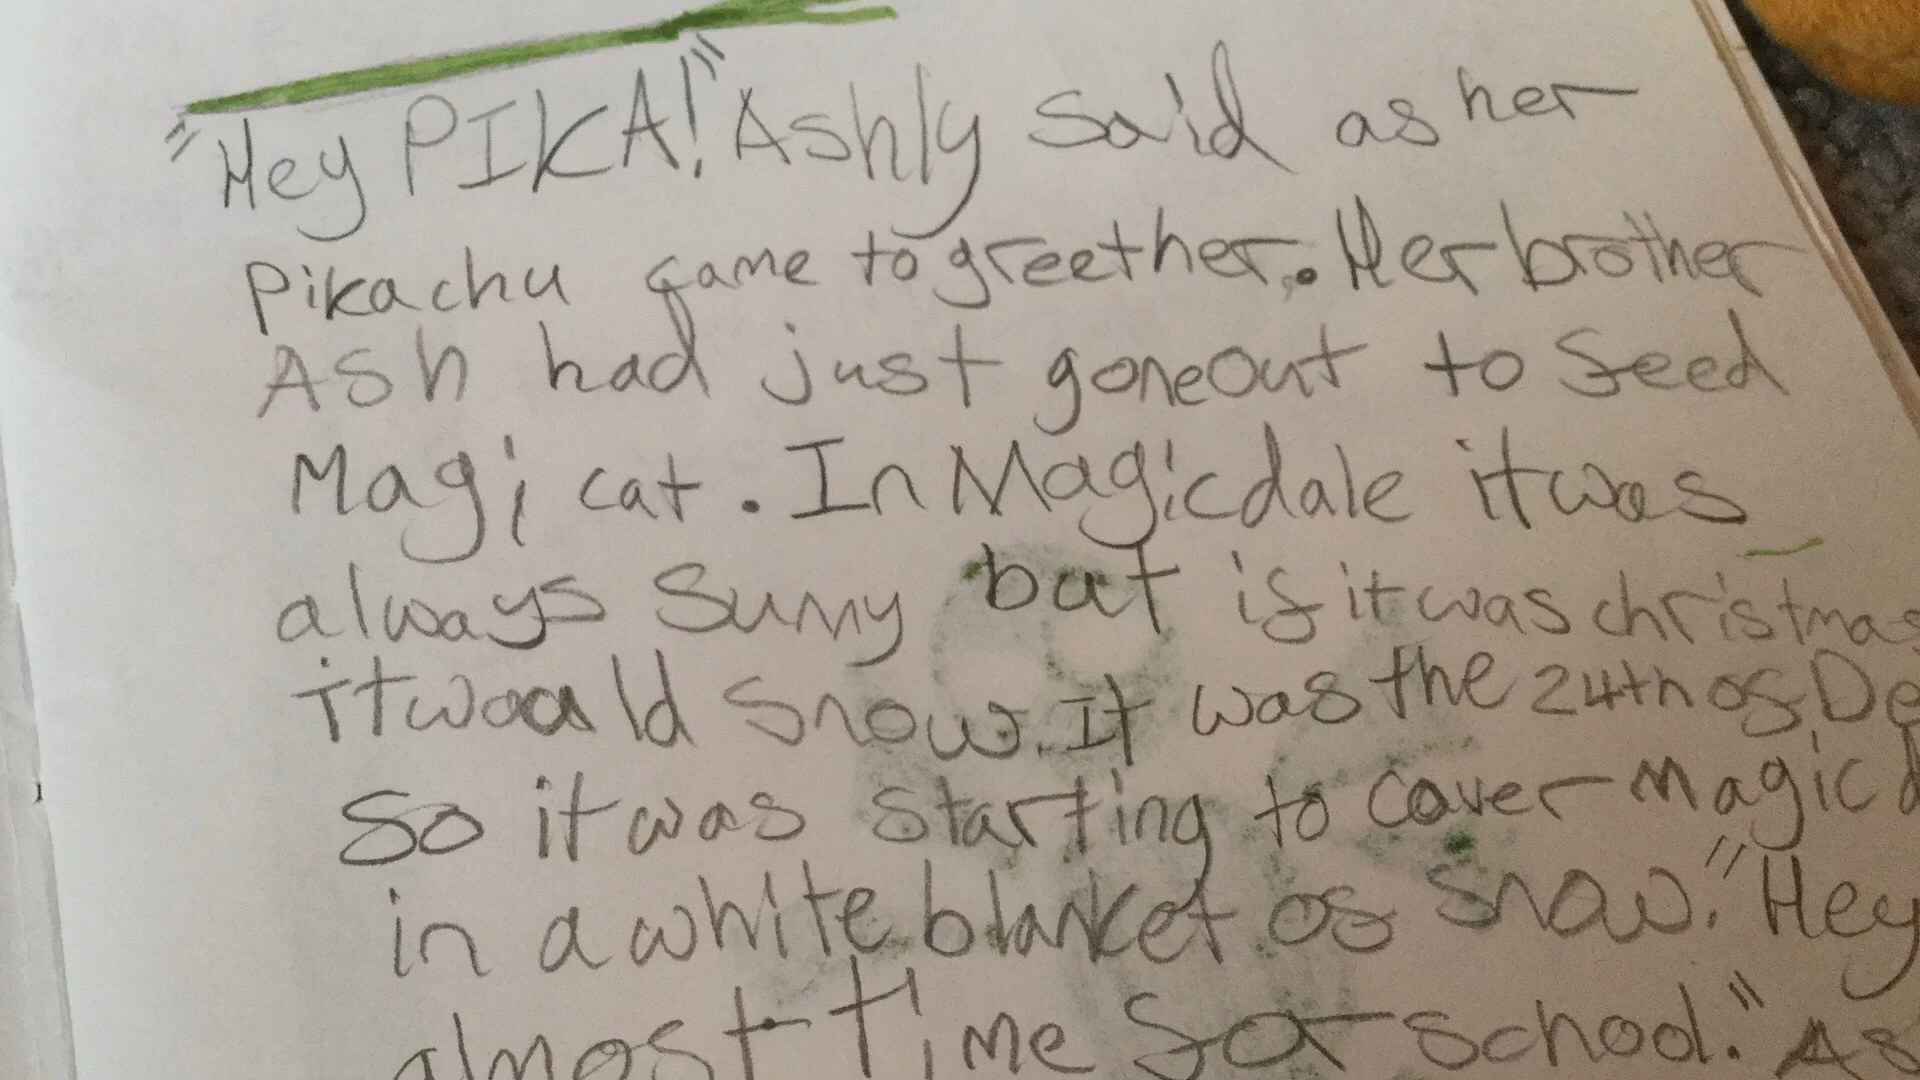 "Hey PIKA!" Ashly said as her
Pikachu came to greet her. Her brother
Ash had just gone out to feed
Magi cat. In Magicdale it was
always sunny but if it was christmas
it would snow. It was the 24th of De
So it was starting to cover Magic d
in a white blanket of snow. "Hey
almost time for school." As